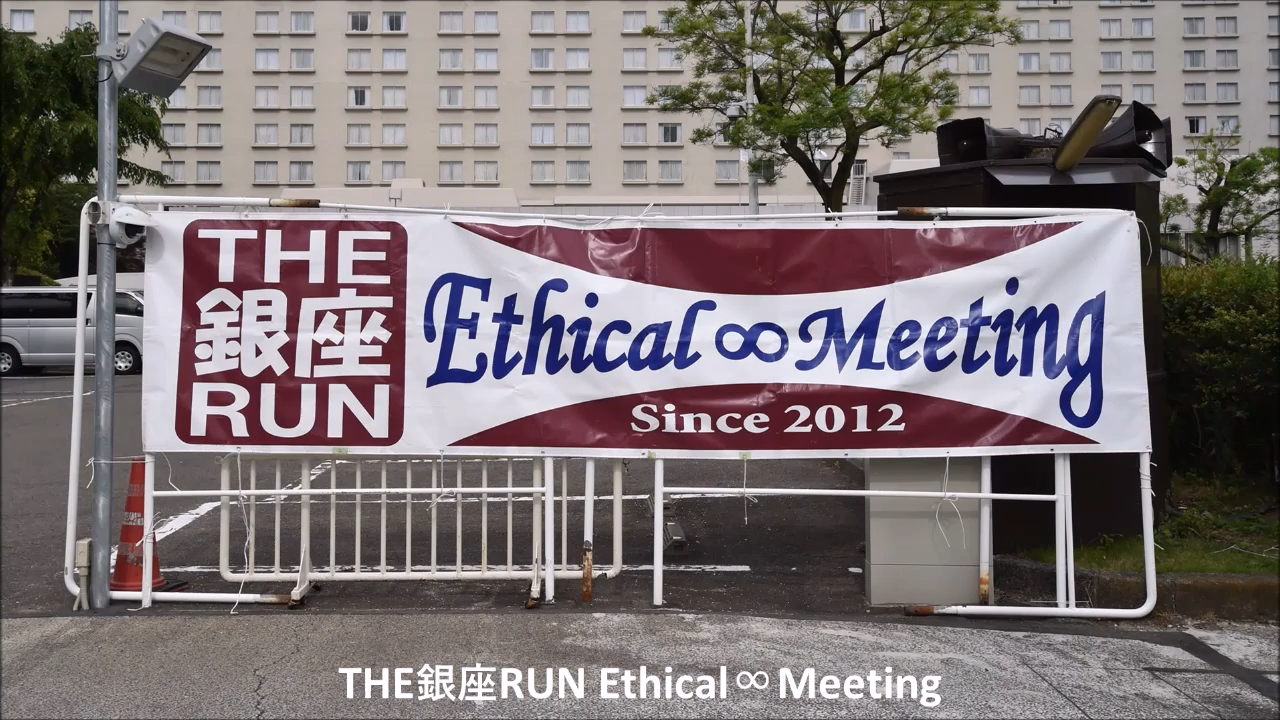 THE
銀座
RUN
Ethical∞Meeting
Since 2012
THE銀座RUN Ethical∞Meeting